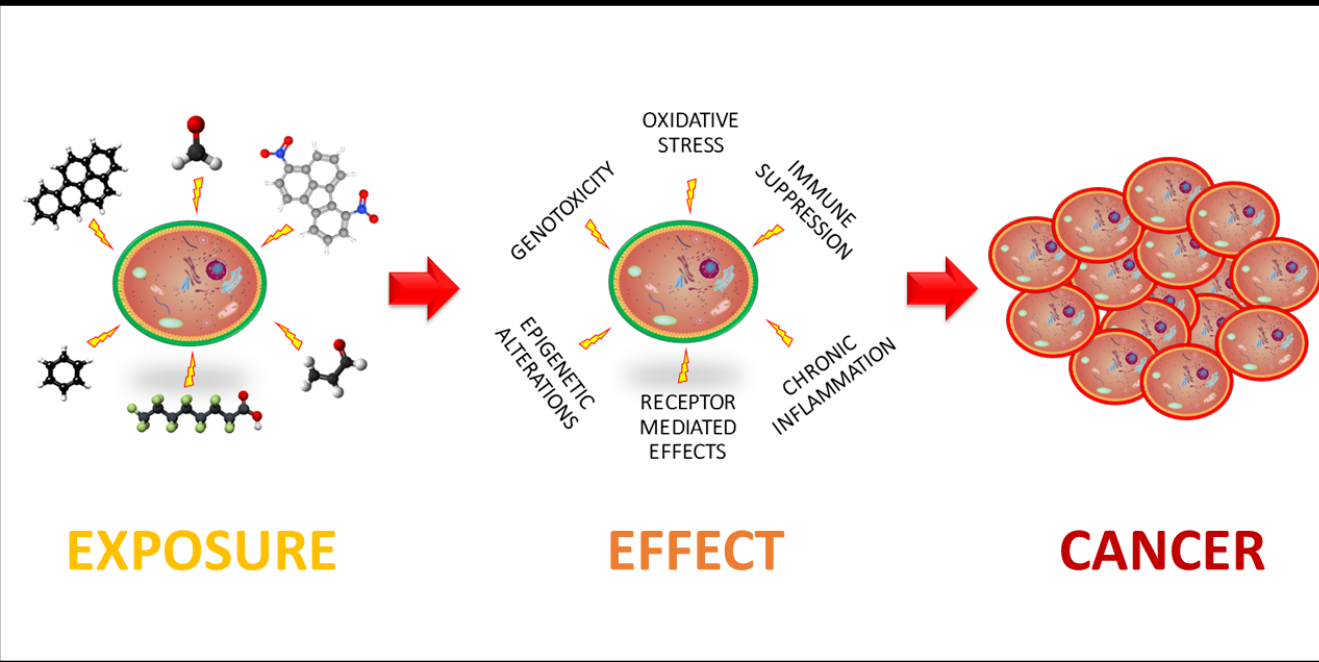 OXIDATIVE
STRESS
GENOTOXICITY
IMMUNE
SUPPRESSION
EPIGENETIC
ALTERATIONS
RECEPTOR
MEDIATED
EFFECTS
CHRONIC
INFLAMMATION
EXPOSURE
EFFECT
CANCER